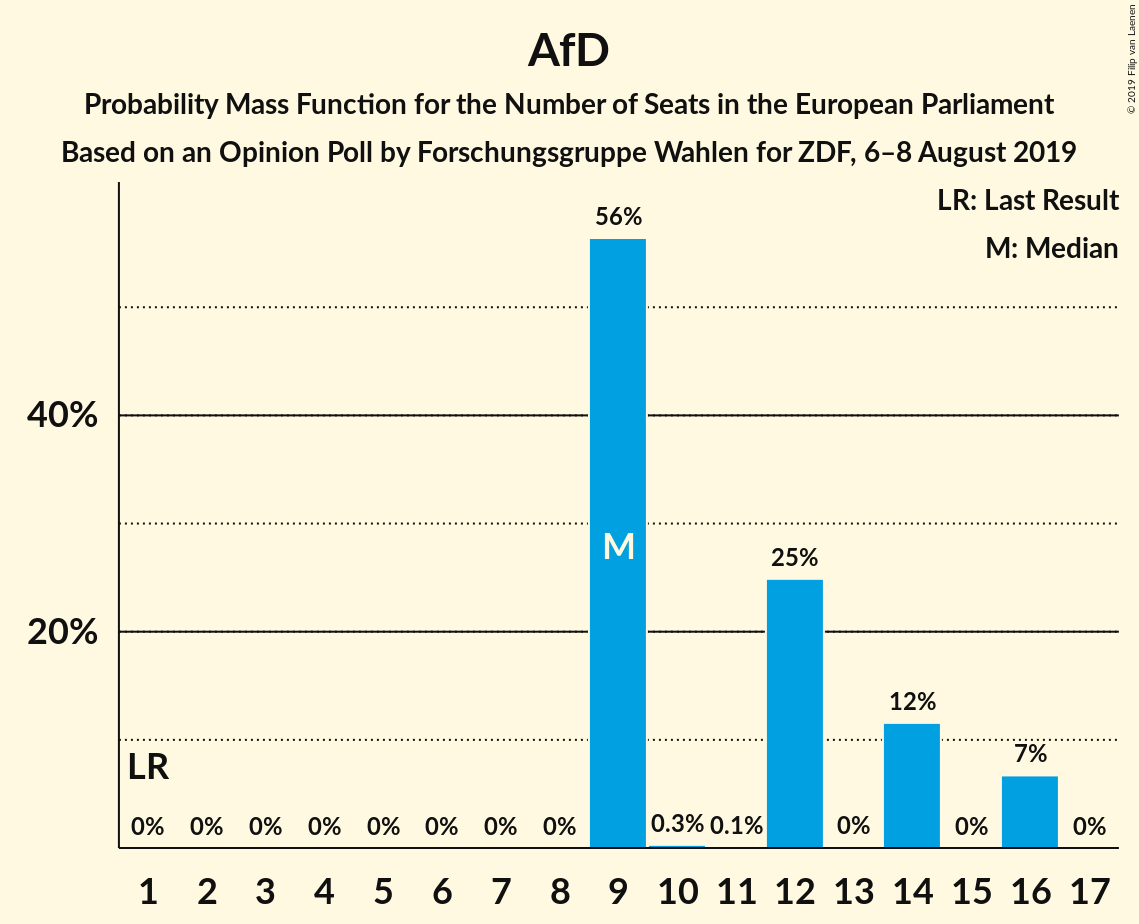 AfD
Probability Mass Function for the Number of Seats in the European Parliament
Based on an Opinion Poll by Forschungsgruppe Wahlen for ZDF, 6–8 August 2019
© 2019 Filip van Laenen
LR: Last Result
M: Median
56%
40%
M
25%
20%
12%
7%
LR
0% 0% 0% 0% 0% 0% 0% 0% 0.3% 0.1% 0% 0% 0%
1 2 3 4 5 6 7 8 9 10 11 12 13 14 15 16 17